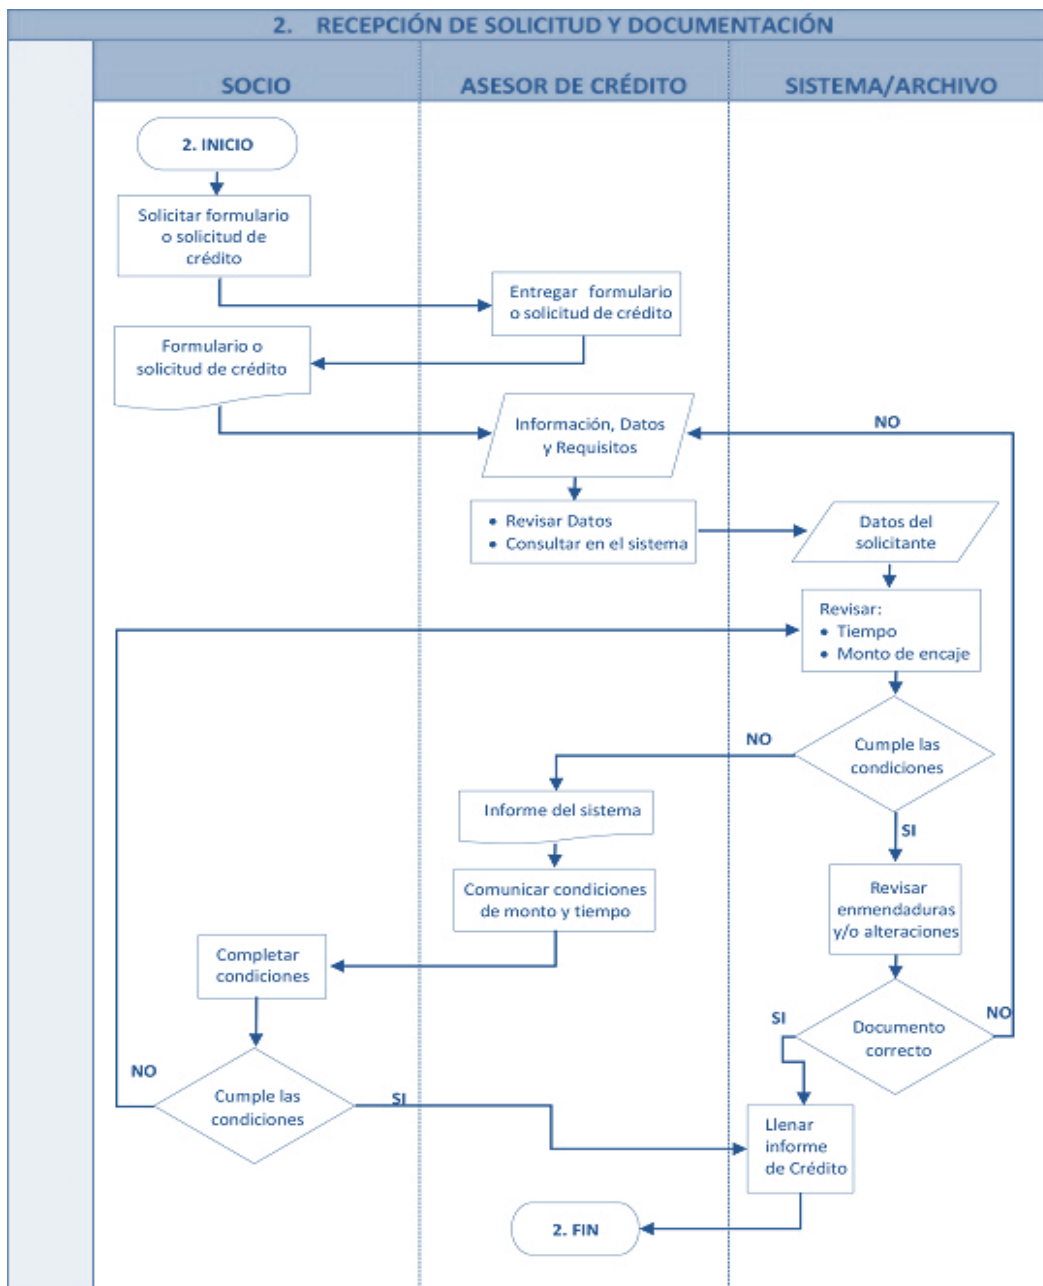 2. RECEPCIÓN DE SOLICITUD Y DOCUMENTACIÓN
SOCIO
ASESOR DE CRÉDITO
SISTEMA/ARCHIVO
2. INICIO
Solicitar formulario
o solicitud de
crédito
Entregar formulario
o solicitud de crédito
Formulario o
solicitud de crédito
Información, Datos
y Requisitos
NO
• Revisar Datos
• Consultar en el sistema
Datos del
solicitante
Revisar:
• Tiempo
• Monto de encaje
NO
Cumple las
condiciones
Informe del sistema
SI
Comunicar condiciones
de monto y tiempo
Revisar
enmendaduras
y/o alteraciones
Completar
condiciones
SI
NO
Documento
correcto
NO
Cumple las
condiciones
SI
Llenar
informe
de Crédito
2. FIN